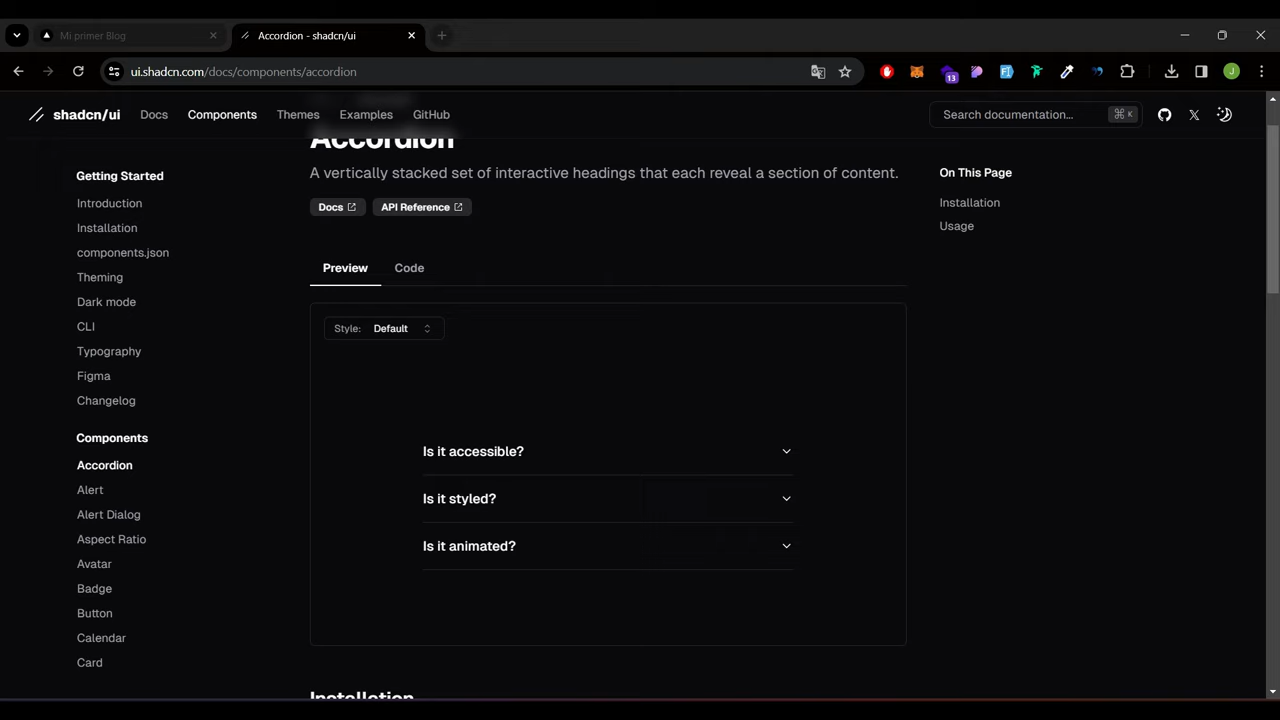 Mi primer Blog
Accordion - shadcn/ui
ui.shadcn.com/docs/components/accordion
13
J
shadcn/ui
Docs
Components
Themes
Examples
GitHub
Search documentation...
⌘ K
Getting Started
Introduction
Installation
components.json
Theming
Dark mode
CLI
Typography
Figma
Changelog
Components
Accordion
Alert
Alert Dialog
Aspect Ratio
Avatar
Badge
Button
Calendar
Card
Accordion
A vertically stacked set of interactive headings that each reveal a section of content.
Docs
API Reference
Preview
Code
Style: Default
Is it accessible?
Is it styled?
Is it animated?
Installation
On This Page
Installation
Usage